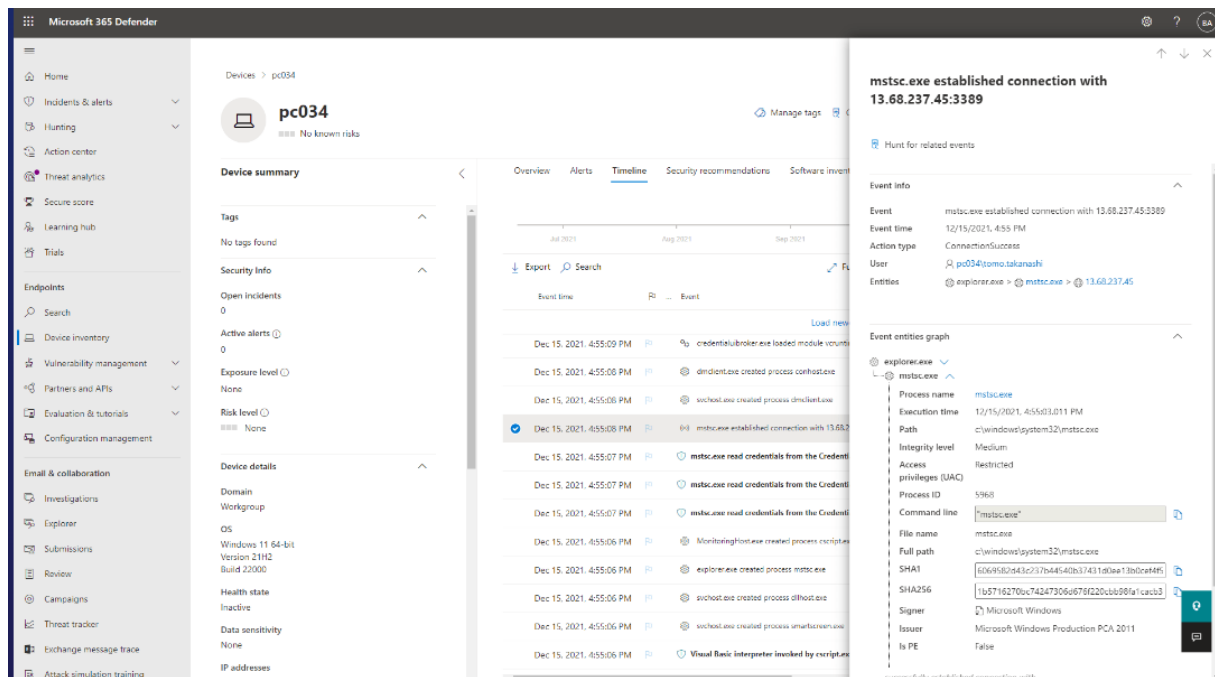 Microsoft 365 Defender
?
BA
Home
Incidents & alerts
Hunting
Action center
Threat analytics
Secure score
Learning hub
Trials
Endpoints
Search
Device inventory
Vulnerability management
Partners and APIs
Evaluation & tutorials
Configuration management
Email & collaboration
Investigations
Explorer
Submissions
Review
Campaigns
Threat tracker
Exchange message trace
Attack simulation training
Devices > pc034
pc034
No known risks
Manage tags
Device summary
Tags
No tags found
Security Info
Open incidents
0
Active alerts
0
Exposure level
None
Risk level
None
Device details
Domain
Workgroup
OS
Windows 11 64-bit
Version 21H2
Build 22000
Health state
Inactive
Data sensitivity
None
IP addresses
Overview Alerts Timeline Security recommendations Software invent
Jul 2021 Aug 2021 Sep 2021
Export Search Fu
Event time ... Event
Load new
Dec 15, 2021, 4:55:09 PM credentialuibroker.exe loaded module vcrunti
Dec 15, 2021, 4:55:08 PM dmclient.exe created process conhost.exe
Dec 15, 2021, 4:55:08 PM svchost.exe created process dmclient.exe
Dec 15, 2021, 4:55:08 PM mstsc.exe established connection with 13.68.2
Dec 15, 2021, 4:55:07 PM mstsc.exe read credentials from the Credenti
Dec 15, 2021, 4:55:07 PM mstsc.exe read credentials from the Credenti
Dec 15, 2021, 4:55:07 PM mstsc.exe read credentials from the Credenti
Dec 15, 2021, 4:55:06 PM MonitoringHost.exe created process cscript.ex
Dec 15, 2021, 4:55:06 PM explorer.exe created process mstsc.exe
Dec 15, 2021, 4:55:06 PM svchost.exe created process dllhost.exe
Dec 15, 2021, 4:55:06 PM svchost.exe created process smartscreen.exe
Dec 15, 2021, 4:55:06 PM Visual Basic interpreter invoked by cscript.ex
mstsc.exe established connection with
13.68.237.45:3389
Hunt for related events
Event info
Event mstsc.exe established connection with 13.68.237.45:3389
Event time 12/15/2021, 4:55 PM
Action type ConnectionSuccess
User pc034\tomo.takanashi
Entities explorer.exe > mstsc.exe > 13.68.237.45
Event entities graph
explorer.exe
mstsc.exe
Process name mstsc.exe
Execution time 12/15/2021, 4:55:03.011 PM
Path c:\windows\system32\mstsc.exe
Integrity level Medium
Access Restricted
privileges (UAC)
Process ID 5968
Command line "mstsc.exe"
File name mstsc.exe
Full path c:\windows\system32\mstsc.exe
SHA1 6069582d43c237b44540b37431d0ee13b0cef4f5
SHA256 1b5716270bc74247306d676f220cbb98fa1cacb3
Signer Microsoft Windows
Issuer Microsoft Windows Production PCA 2011
Is PE False